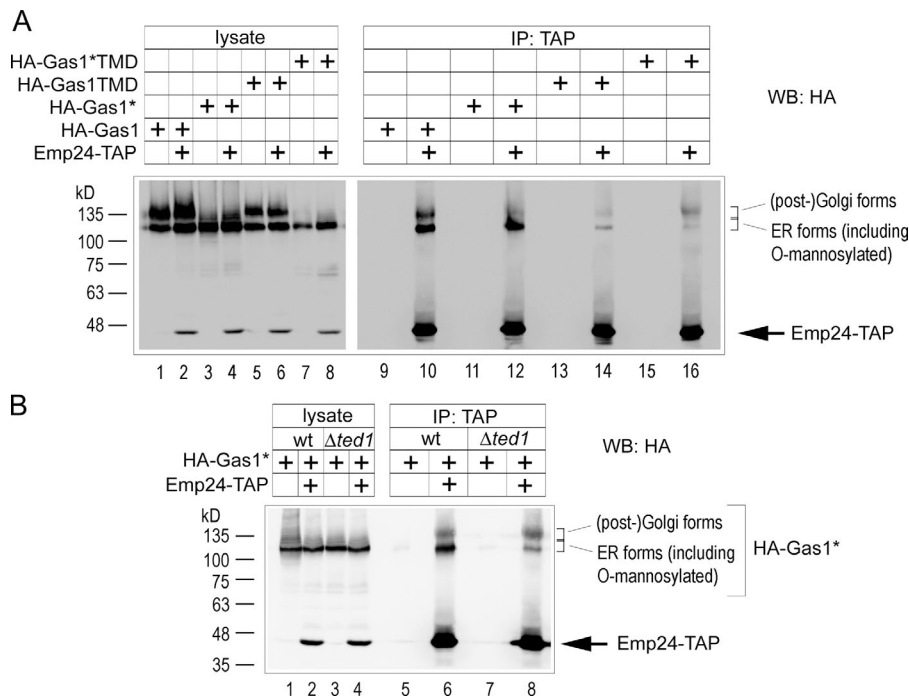 A
lysate
IP: TAP
HA-Gas1*TMD + + + +
HA-Gas1TMD + + + +
WB: HA
HA-Gas1* + + + +
HA-Gas1 + + + +
Emp24-TAP + + + + + + + +
kD
135
100
75
63
48
(post-)Golgi forms
ER forms (including
O-mannosylated)
Emp24-TAP
1 2 3 4 5 6 7 8 9 10 11 12 13 14 15 16
B
lysate
IP: TAP
wt Δted1 wt Δted1
WB: HA
HA-Gas1* + + + + + + + +
Emp24-TAP + + + +
kD
135
100
75
63
48
35
(post-)Golgi forms
ER forms (including
O-mannosylated)
HA-Gas1*
Emp24-TAP
1 2 3 4 5 6 7 8